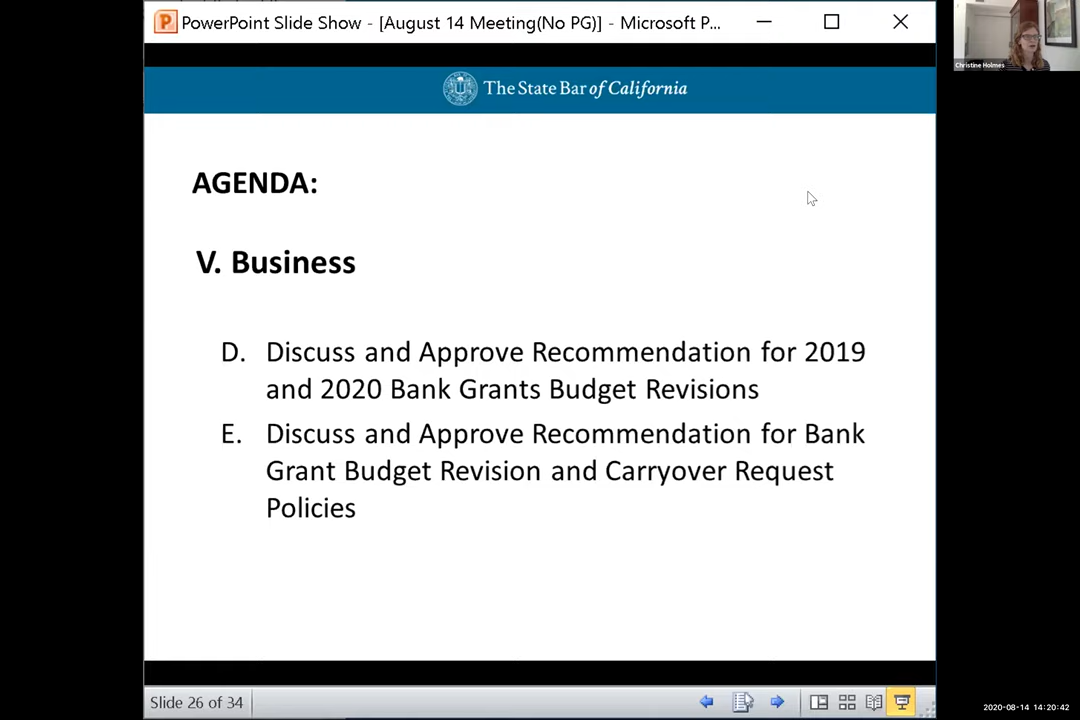 PowerPoint Slide Show - [August 14 Meeting(No PG)] - Microsoft P...
Christine Holmes
The State Bar of California
AGENDA:
V. Business
D. Discuss and Approve Recommendation for 2019
and 2020 Bank Grants Budget Revisions
E. Discuss and Approve Recommendation for Bank
Grant Budget Revision and Carryover Request
Policies
Slide 26 of 34
2020-08-14 14:20:42